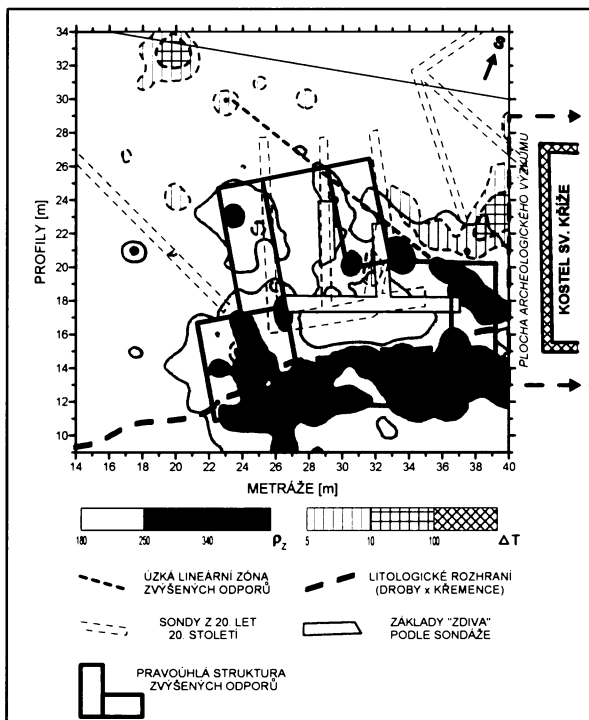 34
32
30
28
26
24
22
20
18
16
14
12
10
PROFILY [m]
S
14 16 18 20 22 24 26 28 30 32 34 36 38 40
METRÁŽE [m]
PLOCHA ARCHEOLOGICKÉHO VÝZKUMU
KOSTEL SV. KŘÍŽE
180 250 340 ρz
5 10 100 ΔT
ÚZKÁ LINEÁRNÍ ZÓNA
ZVÝŠENÝCH ODPORŮ
LITOLOGICKÉ ROZHRANÍ
(DROBY x KŘEMENCE)
SONDY Z 20. LET
20. STOLETÍ
ZÁKLADY "ZDIVA"
PODLE SONDÁŽE
PRAVOÚHLÁ STRUKTURA
ZVÝŠENÝCH ODPORŮ